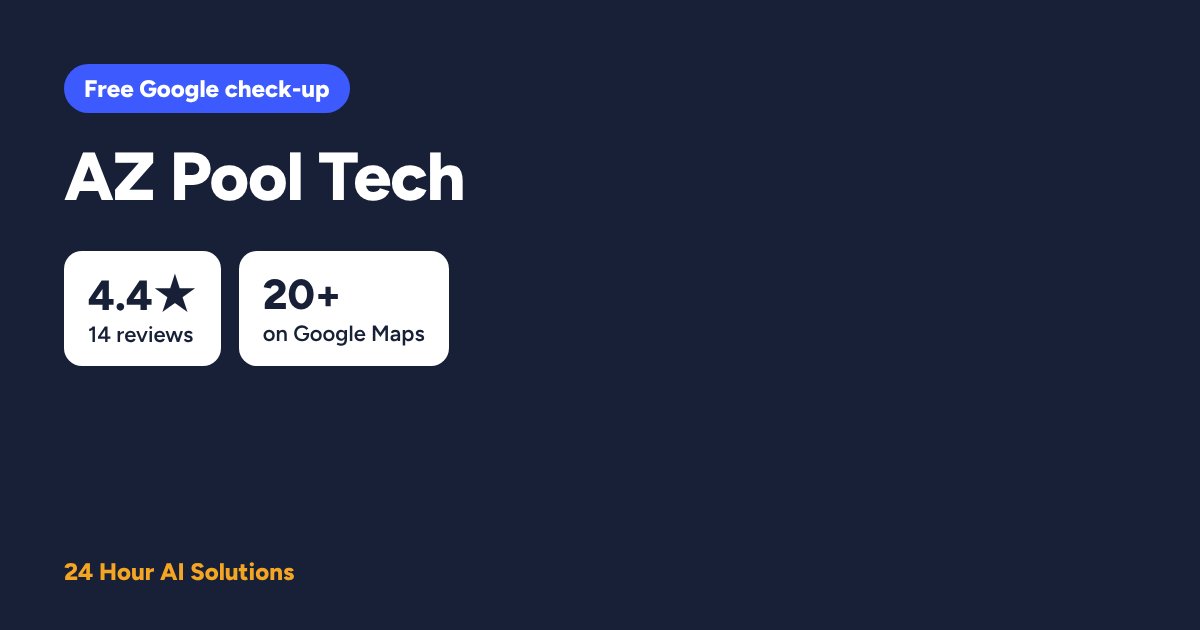 Free Google check-up
AZ Pool Tech
4.4★
14 reviews
20+
on Google Maps
24 Hour AI Solutions